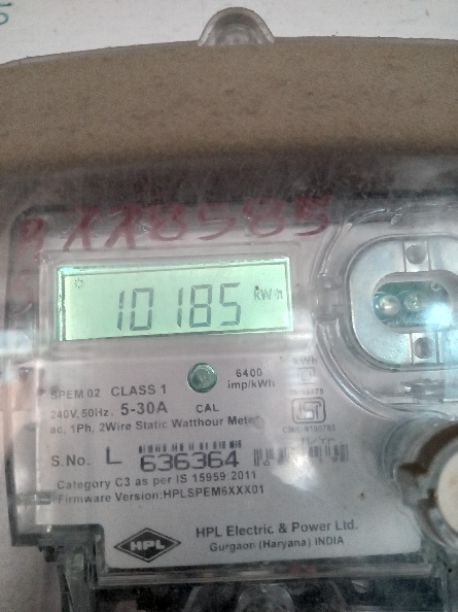 XX8585
10185 kWh
SPEM 02 CLASS 1
6400
imp/kWh
240V, 50Hz, 5-30A CAL
ac, 1Ph, 2Wire Static Watthour Meter
S.No. L 636364
Category C3 as per IS 15959:2011
Firmware Version:HPLSPEM6XXX01
HPL
HPL Electric & Power Ltd.
Gurgaon (Haryana) INDIA